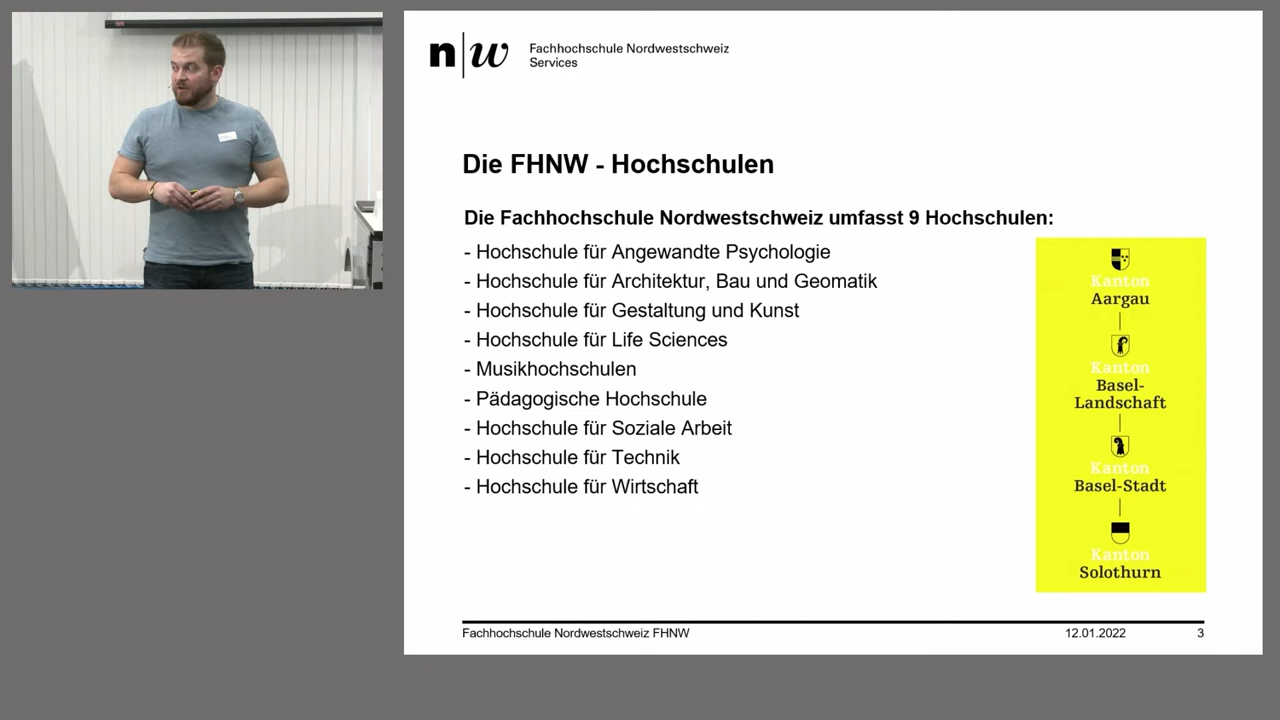 n|w
Fachhochschule Nordwestschweiz
Services
Die FHNW - Hochschulen
Die Fachhochschule Nordwestschweiz umfasst 9 Hochschulen:
- Hochschule für Angewandte Psychologie
- Hochschule für Architektur, Bau und Geomatik
- Hochschule für Gestaltung und Kunst
- Hochschule für Life Sciences
- Musikhochschulen
- Pädagogische Hochschule
- Hochschule für Soziale Arbeit
- Hochschule für Technik
- Hochschule für Wirtschaft
Kanton
Aargau
Kanton
Basel-
Landschaft
Kanton
Basel-Stadt
Kanton
Solothurn
Fachhochschule Nordwestschweiz FHNW 12.01.2022 3